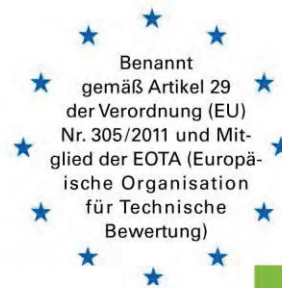 Benannt
gemäß Artikel 29
der Verordnung (EU)
Nr. 305/2011 und Mit-
glied der EOTA (Europä-
ische Organisation
für Technische
Bewertung)